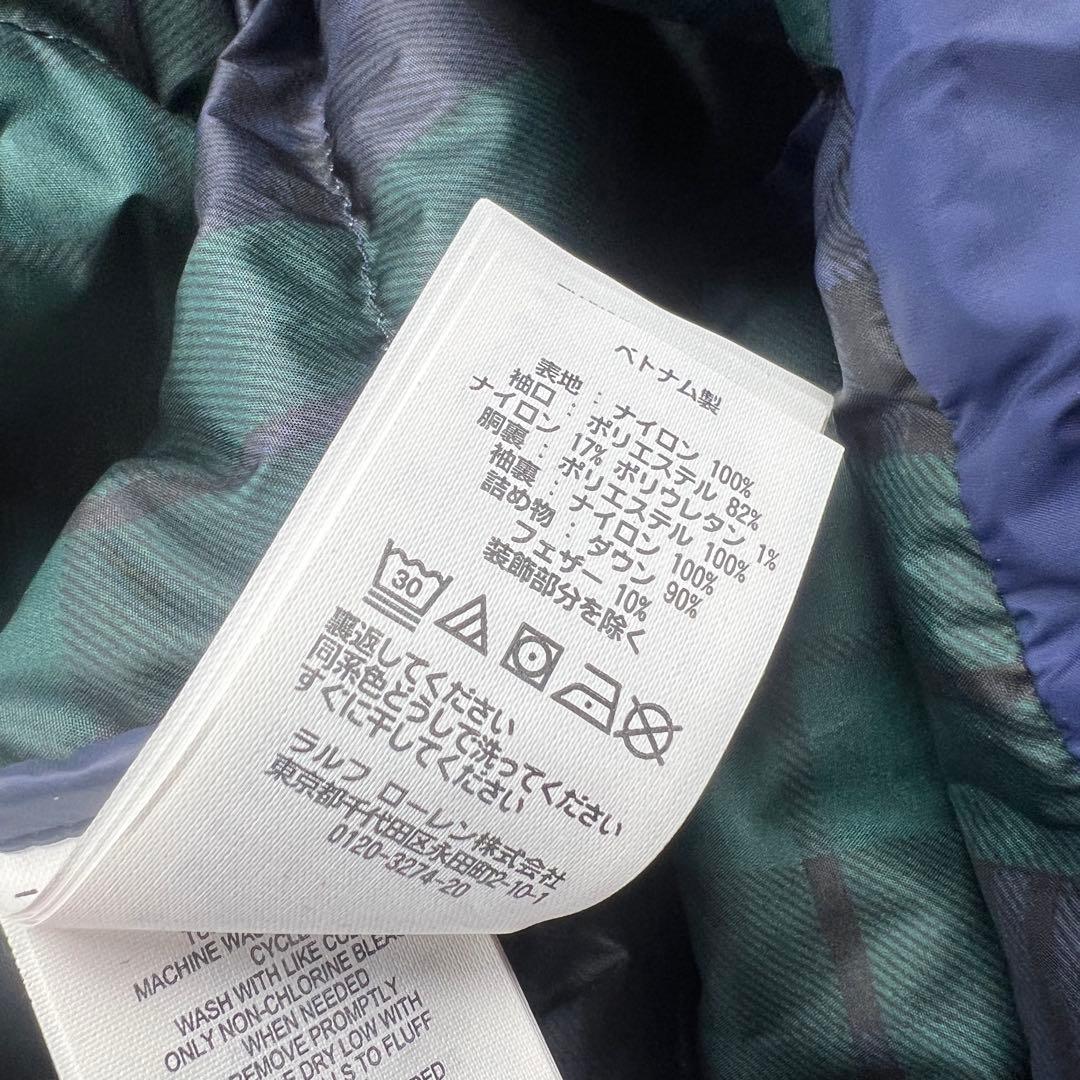 ベトナム製
表地 : ナイロン 100%
袖口 : ポリエステル 82%
ナイロン 17% ポリウレタン 1%
胴裏 : ポリエステル 100%
袖裏 : ナイロン 100%
詰め物 : ダウン 90%
フェザー 10%
装飾部分を除く
30
裏返してください
同系色どうしで洗ってください
すぐに干してください
ラルフ ローレン株式会社
東京都千代田区永田町2-10-1
0120-3274-20
MACHINE
CYCLE
WASH WITH LIKE
ONLY NON-CHLORINE
WHEN NEEDED
PROMPTLY
DRY LOW WITH
TO FLUFF